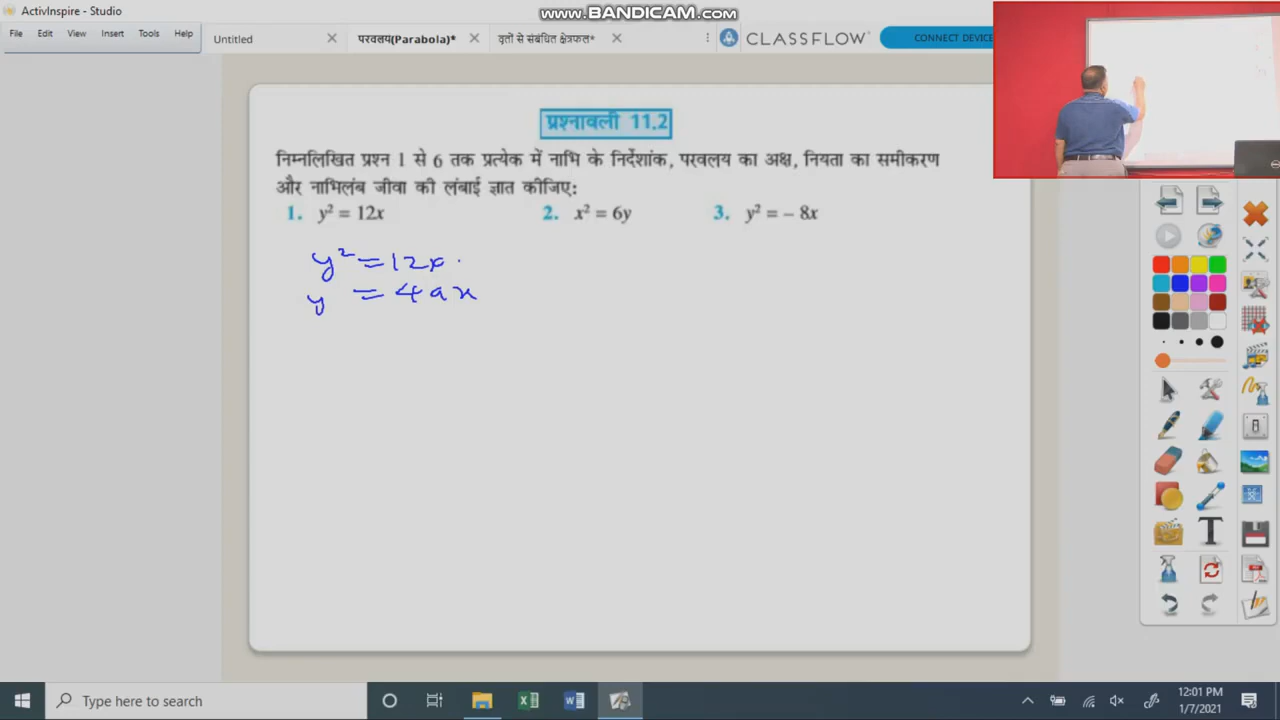 ActivInspire - Studio
www.BANDICAM.com
File Edit View Insert Tools Help
Untitled
परवलय(Parabola)*
वृतों से संबंधित क्षेत्रफल*
CLASSFLOW
CONNECT DEVICE
प्रश्नावली 11.2
निम्नलिखित प्रश्न 1 से 6 तक प्रत्येक में नाभि के निर्देशांक, परवलय का अक्ष, नियता का समीकरण
और नाभिलंब जीवा की लंबाई ज्ञात कीजिए:
1. y² = 12x 2. x² = 6y 3. y² = – 8x
y² = 12x
y = 4ax
Type here to search
12:01 PM
1/7/2021